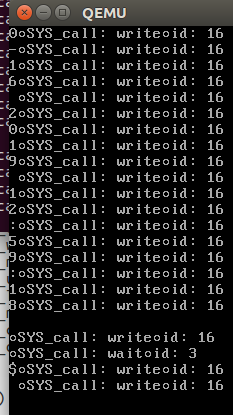 QEMU
0oSYS_call: writeoid: 16
-oSYS_call: writeoid: 16
1oSYS_call: writeoid: 16
6oSYS_call: writeoid: 16
 oSYS_call: writeoid: 16
2oSYS_call: writeoid: 16
0oSYS_call: writeoid: 16
1oSYS_call: writeoid: 16
9oSYS_call: writeoid: 16
 oSYS_call: writeoid: 16
1oSYS_call: writeoid: 16
2oSYS_call: writeoid: 16
:oSYS_call: writeoid: 16
5oSYS_call: writeoid: 16
9oSYS_call: writeoid: 16
:oSYS_call: writeoid: 16
1oSYS_call: writeoid: 16
8oSYS_call: writeoid: 16
oSYS_call: writeoid: 16
oSYS_call: waitoid: 3
$oSYS_call: writeoid: 16
 oSYS_call: writeoid: 16